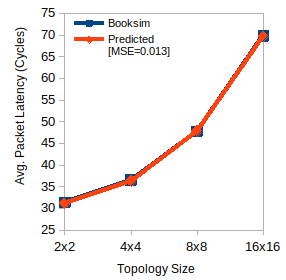 Avg. Packet Latency (Cycles)
75
70
65
60
55
50
45
40
35
30
25
Booksim
Predicted
[MSE=0.013]
2x2
4x4
8x8
16x16
Topology Size